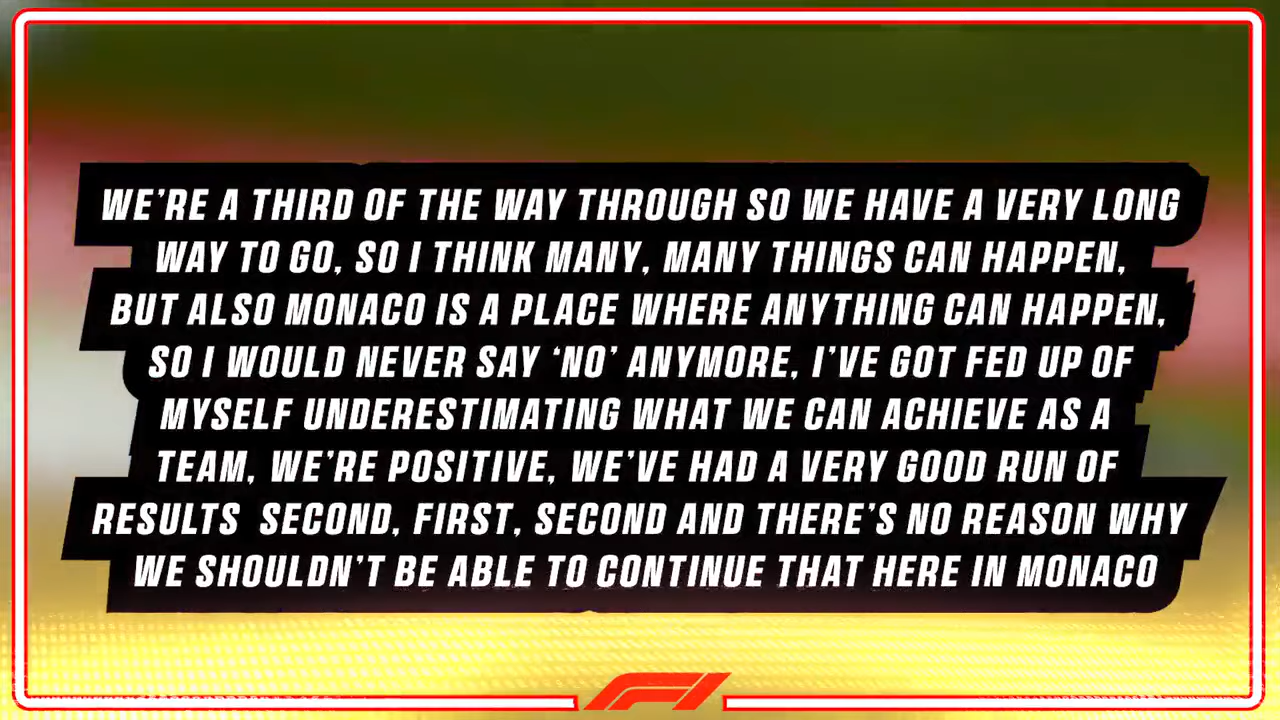 WE'RE A THIRD OF THE WAY THROUGH SO WE HAVE A VERY LONG
WAY TO GO, SO I THINK MANY, MANY THINGS CAN HAPPEN,
BUT ALSO MONACO IS A PLACE WHERE ANYTHING CAN HAPPEN,
SO I WOULD NEVER SAY ‘NO’ ANYMORE, I’VE GOT FED UP OF
MYSELF UNDERESTIMATING WHAT WE CAN ACHIEVE AS A
TEAM, WE’RE POSITIVE, WE’VE HAD A VERY GOOD RUN OF
RESULTS  SECOND, FIRST, SECOND AND THERE’S NO REASON WHY
WE SHOULDN’T BE ABLE TO CONTINUE THAT HERE IN MONACO
F1